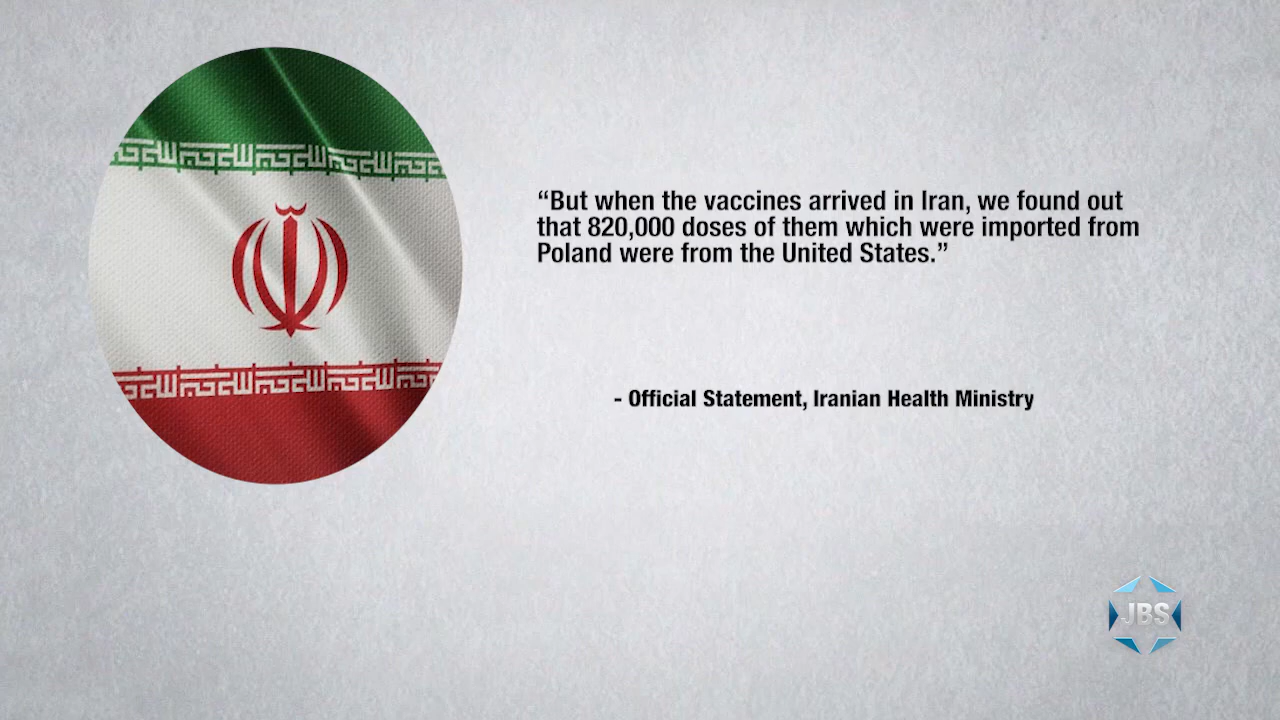 “But when the vaccines arrived in Iran, we found out
that 820,000 doses of them which were imported from
Poland were from the United States.”
- Official Statement, Iranian Health Ministry
JBS